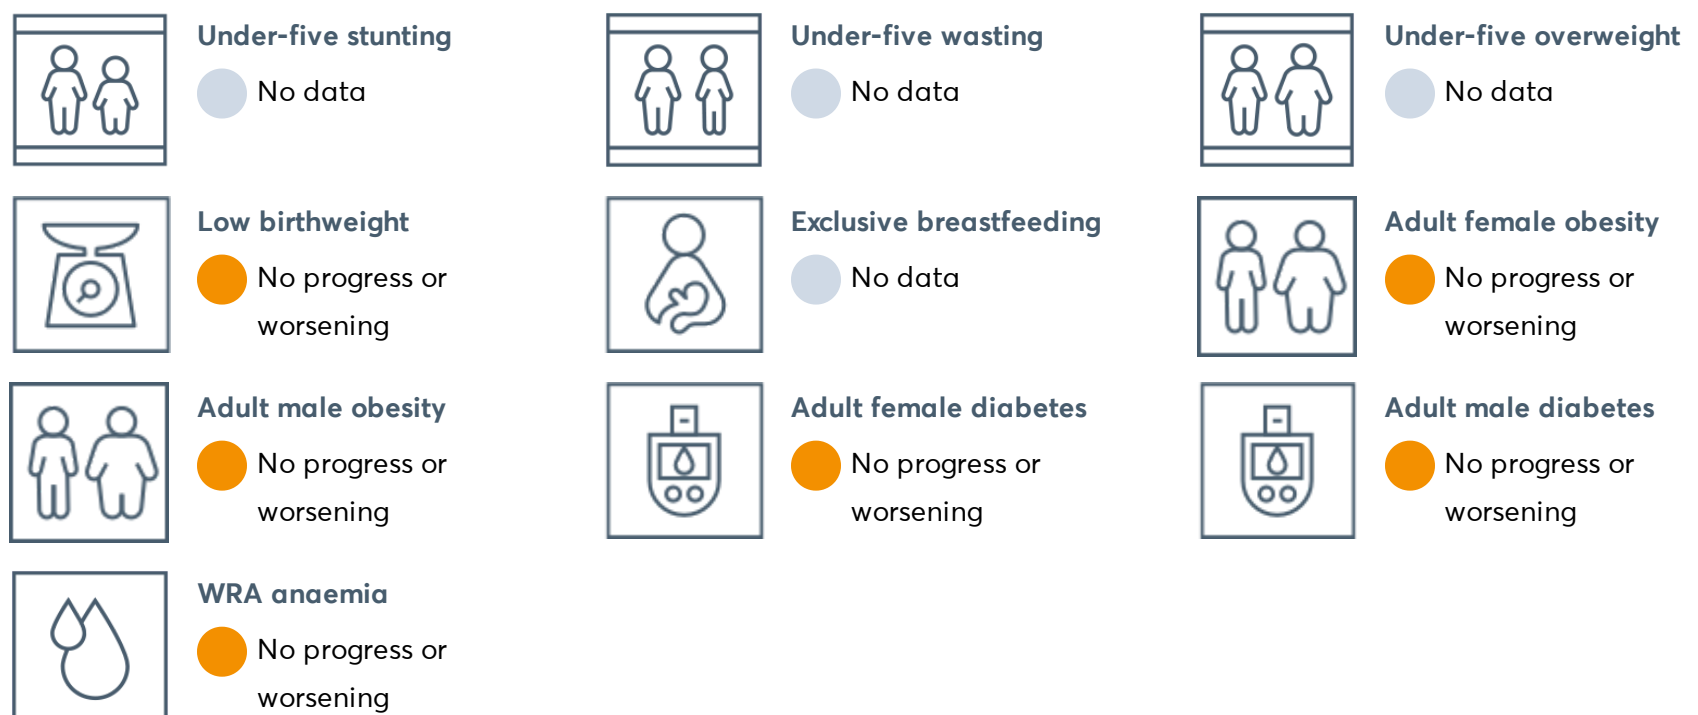 Under-five stunting
No data
Under-five wasting
No data
Under-five overweight
No data
Low birthweight
No progress or
worsening
Exclusive breastfeeding
No data
Adult female obesity
No progress or
worsening
Adult male obesity
No progress or
worsening
Adult female diabetes
No progress or
worsening
Adult male diabetes
No progress or
worsening
WRA anaemia
No progress or
worsening